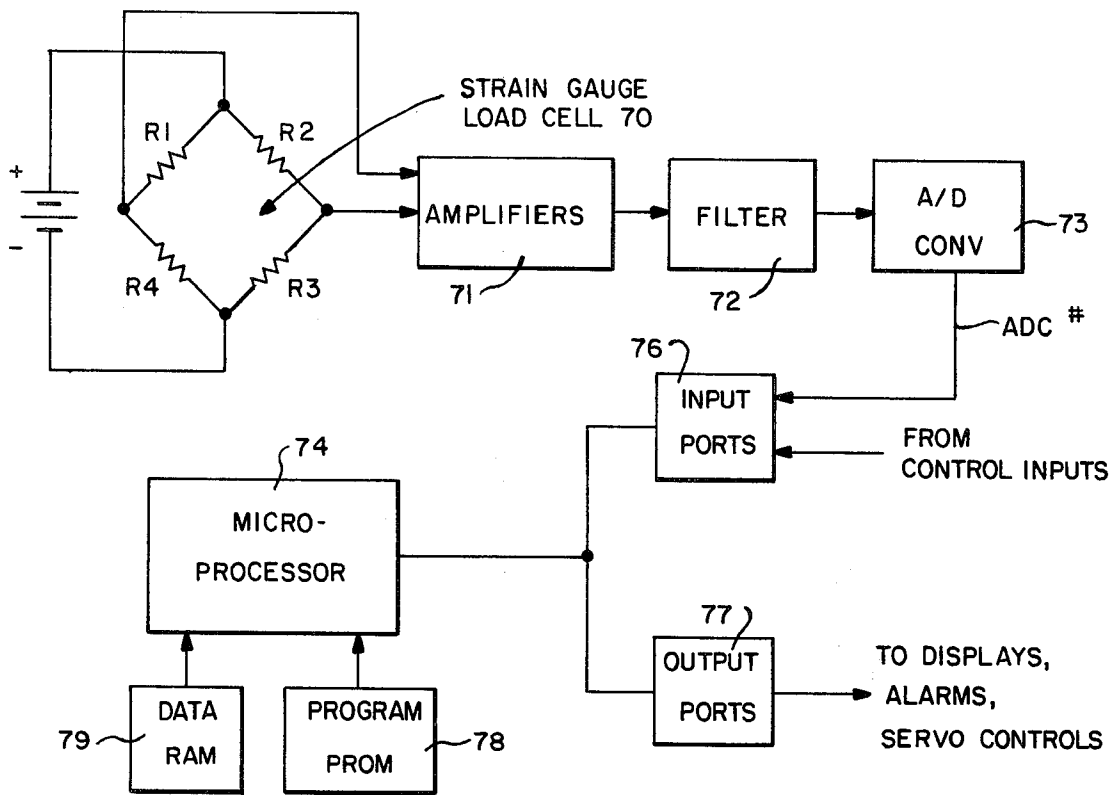 STRAIN GAUGE
LOAD CELL 70
R1
R2
+
-
R4
R3
AMPLIFIERS
71
FILTER
72
A/D
CONV
73
ADC #
76
INPUT
PORTS
FROM
CONTROL INPUTS
74
MICRO-
PROCESSOR
77
OUTPUT
PORTS
TO DISPLAYS,
ALARMS,
SERVO CONTROLS
79
DATA
RAM
PROGRAM
PROM
78